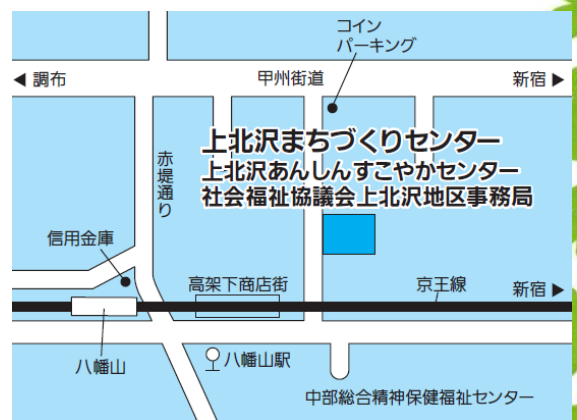 コイン
パーキング
◀ 調布
甲州街道
新宿 ▶
上北沢まちづくりセンター
上北沢あんしんすこやかセンター
社会福祉協議会上北沢地区事務局
赤堤通り
信用金庫
高架下商店街
京王線
新宿 ▶
八幡山
八幡山駅
中部総合精神保健福祉センター